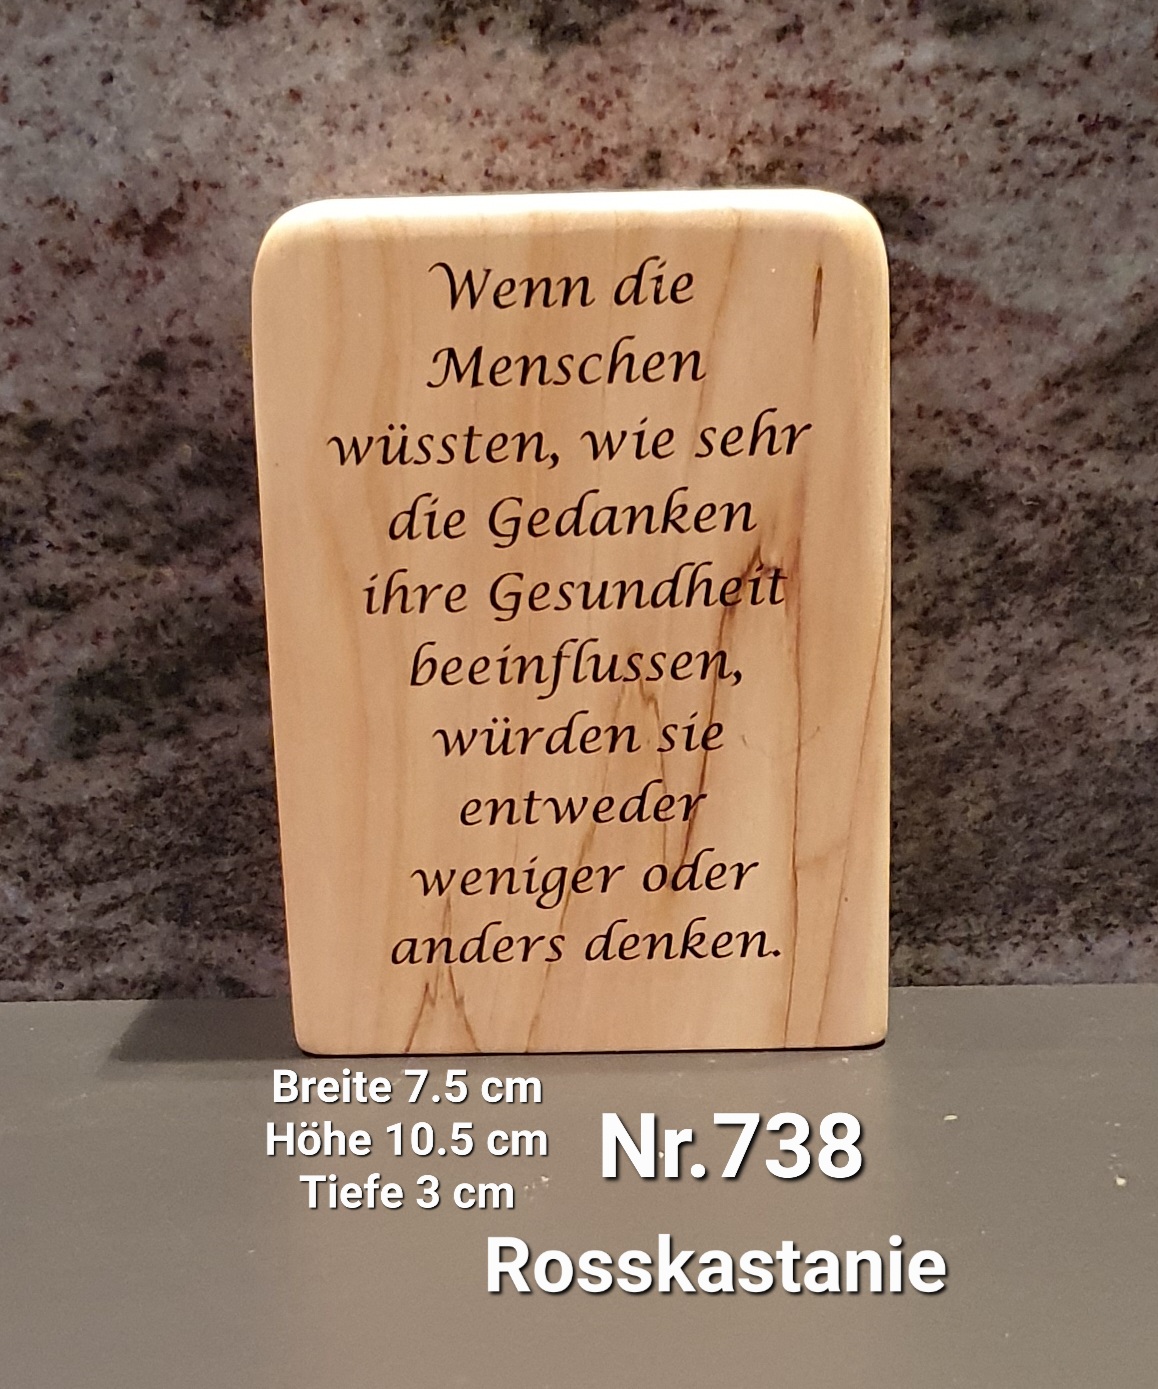 Wenn die
Menschen
wüssten, wie sehr
die Gedanken
ihre Gesundheit
beeinflussen,
würden sie
entweder
weniger oder
anders denken.
Breite 7.5 cm
Höhe 10.5 cm
Tiefe 3 cm
Nr.738
Rosskastanie